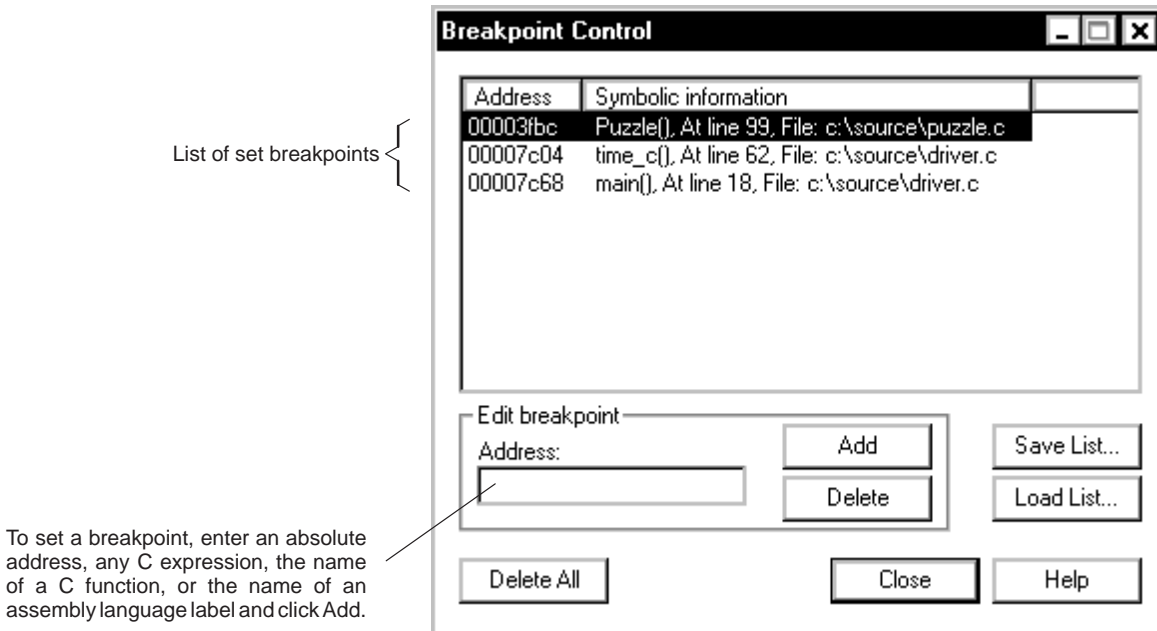 Breakpoint Control
Address Symbolic information
00003fbc Puzzle(), At line 99, File: c:\source\puzzle.c
00007c04 time_c(), At line 62, File: c:\source\driver.c
00007c68 main(), At line 18, File: c:\source\driver.c
List of set breakpoints
Edit breakpoint
Address:
Add
Delete
Save List...
Load List...
To set a breakpoint, enter an absolute
address, any C expression, the name
of a C function, or the name of an
assembly language label and click Add.
Delete All
Close
Help